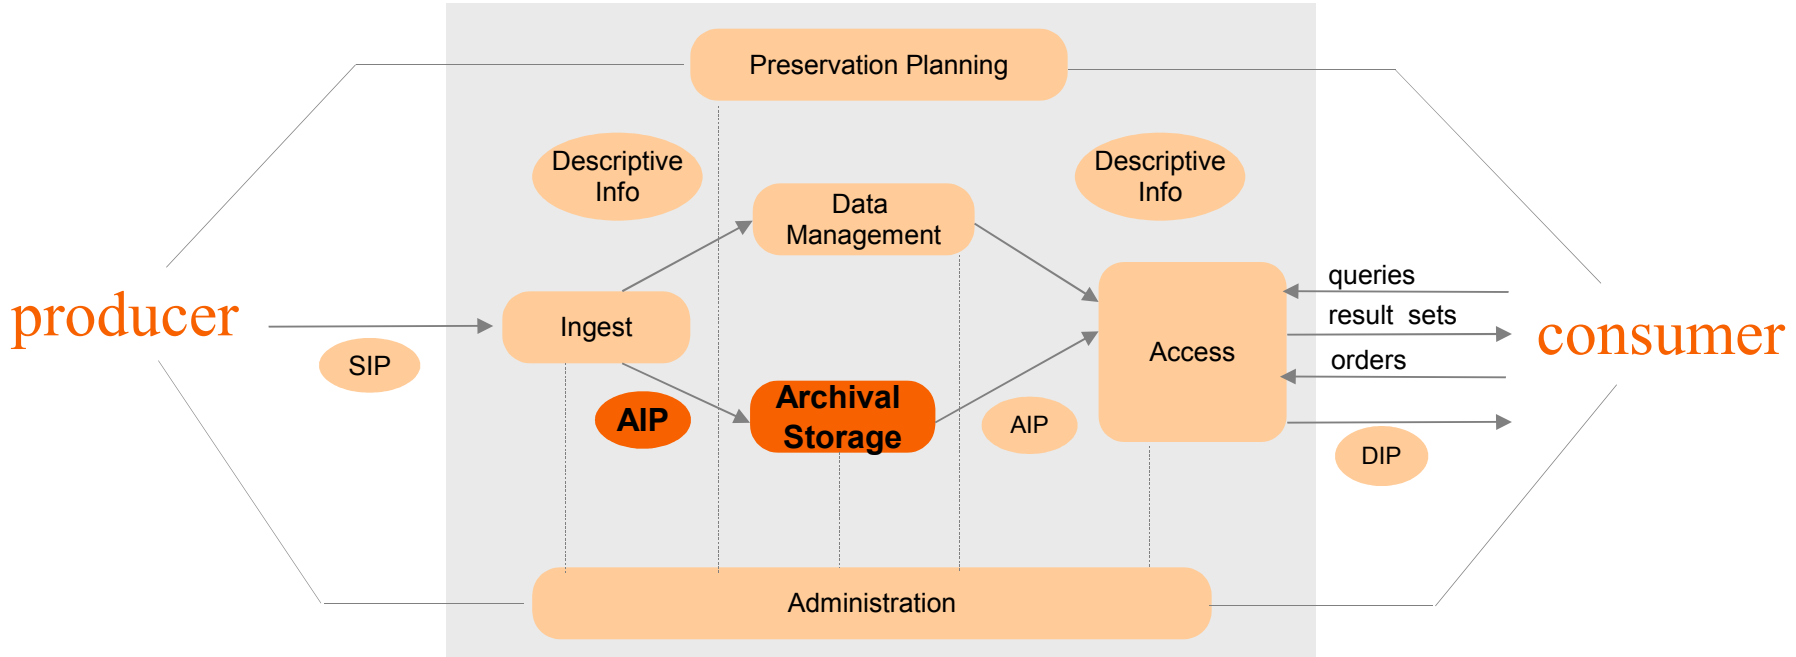 Preservation Planning
Descriptive
Info
Descriptive
Info
Data
Management
producer
SIP
Ingest
AIP
Archival
Storage
AIP
Access
queries
result sets
orders
DIP
consumer
Administration